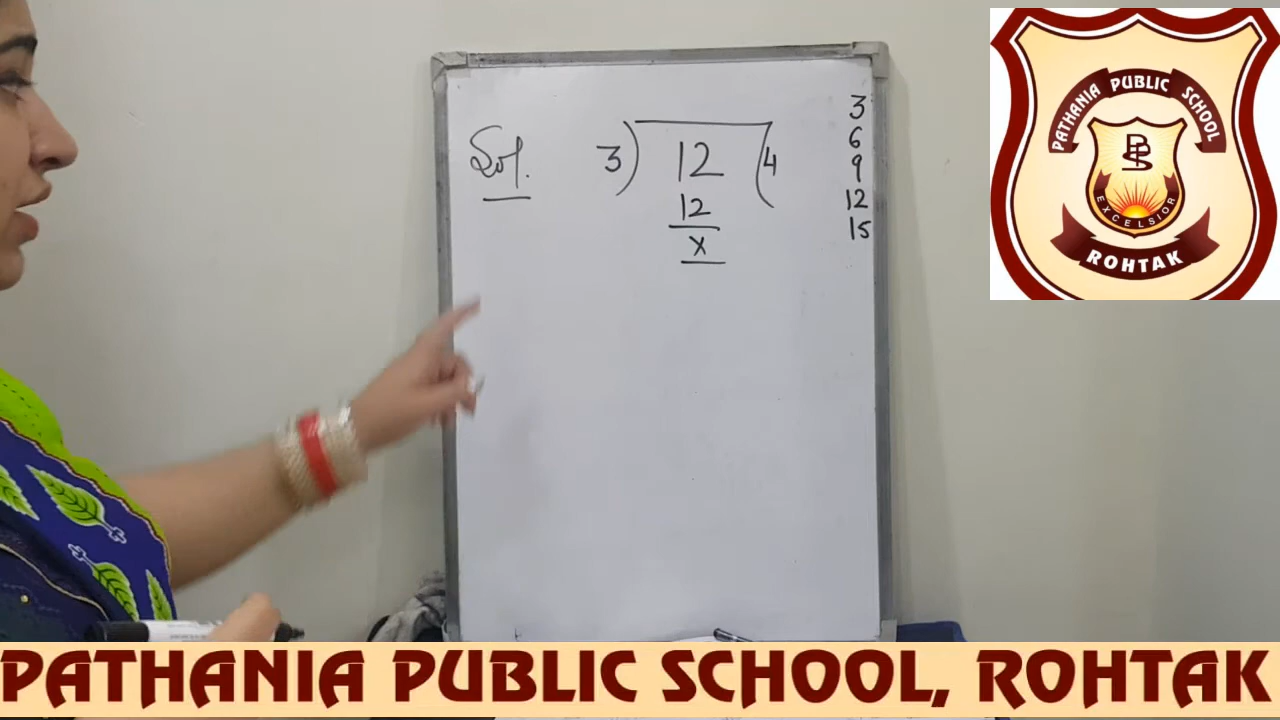 Sol.
3) 12 (4
12
x
3
6
9
12
15
PATHANIA PUBLIC SCHOOL
PBS
EXCELSIOR
ROHTAK
PATHANIA PUBLIC SCHOOL, ROHTAK